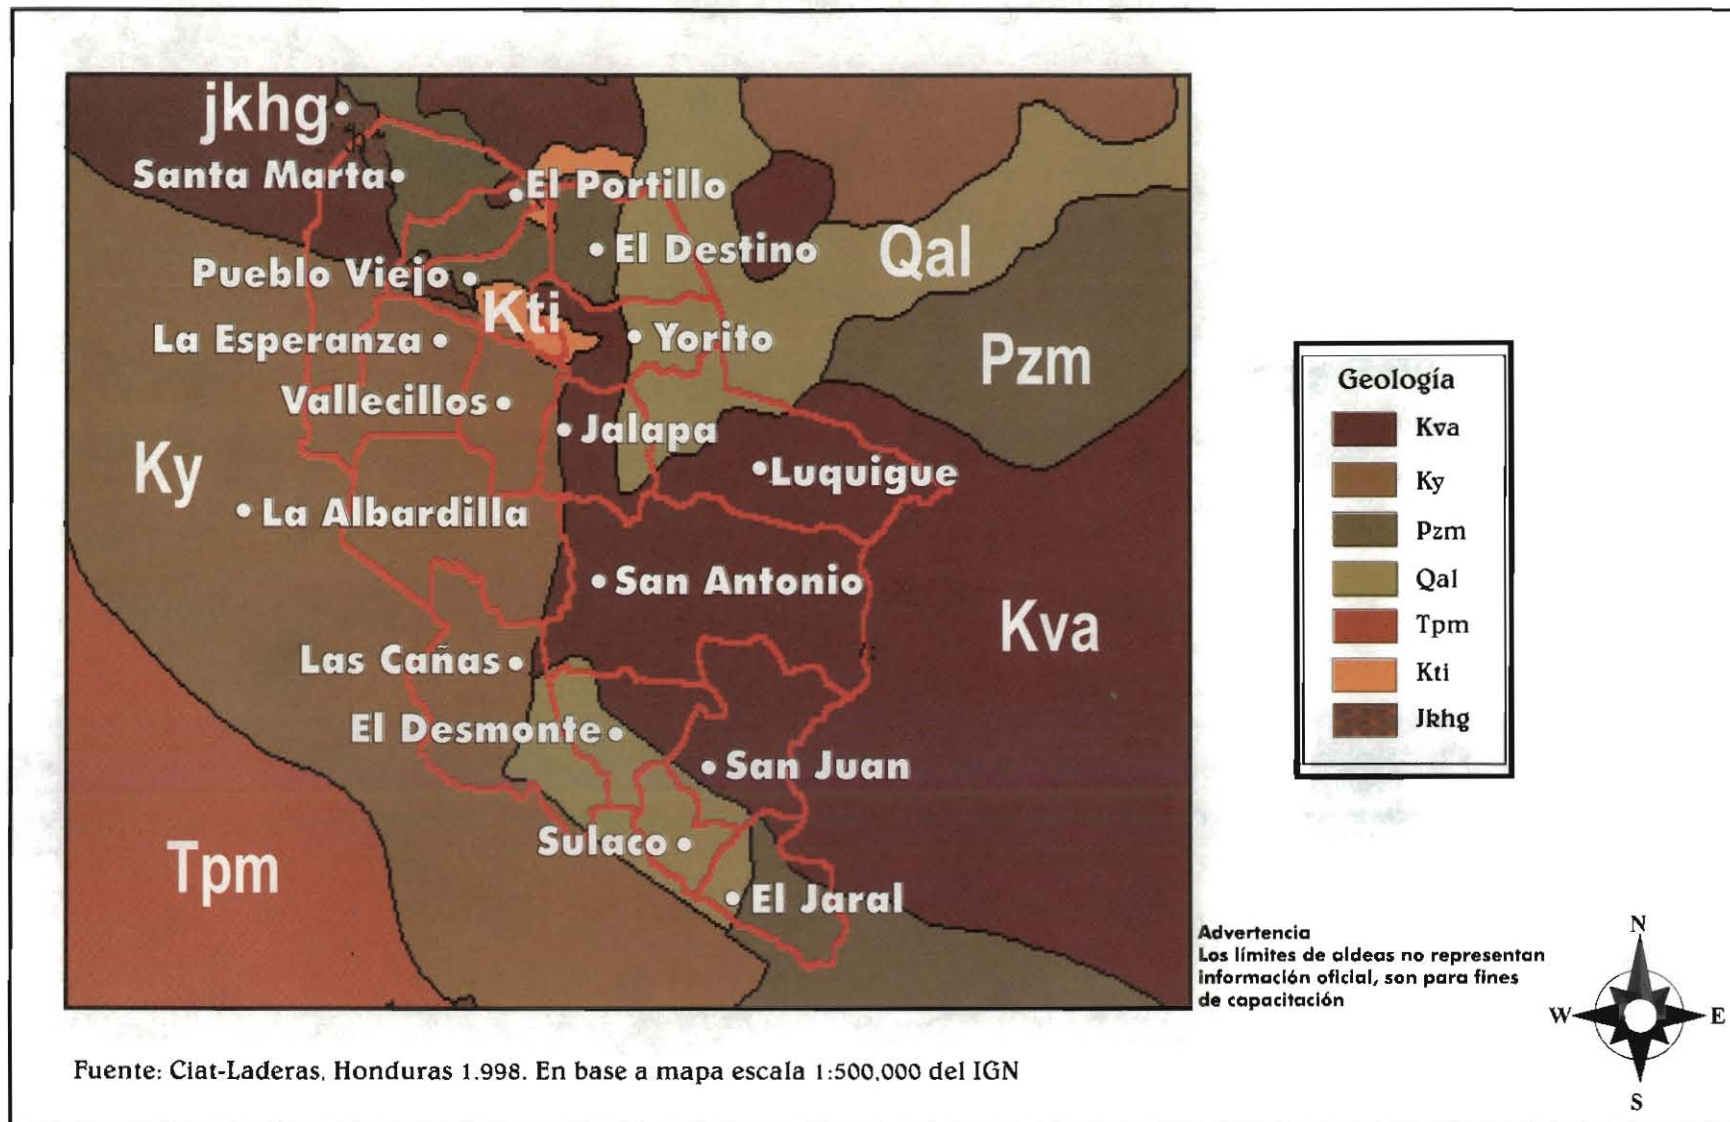 jkhg
Santa Marta
El Portillo
El Destino
Qal
Pueblo Viejo
Kti
La Esperanza
Yorito
Pzm
Vallecillos
Jalapa
Ky
Luquigue
La Albardilla
San Antonio
Kva
Las Cañas
El Desmonte
San Juan
Sulaco
Tpm
El Jaral
Geología
Kva
Ky
Pzm
Qal
Tpm
Kti
Jkhg
Advertencia
Los límites de aldeas no representan
información oficial, son para fines
de capacitación
N
W
E
S
Fuente: Ciat-Laderas, Honduras 1.998. En base a mapa escala 1:500,000 del IGN